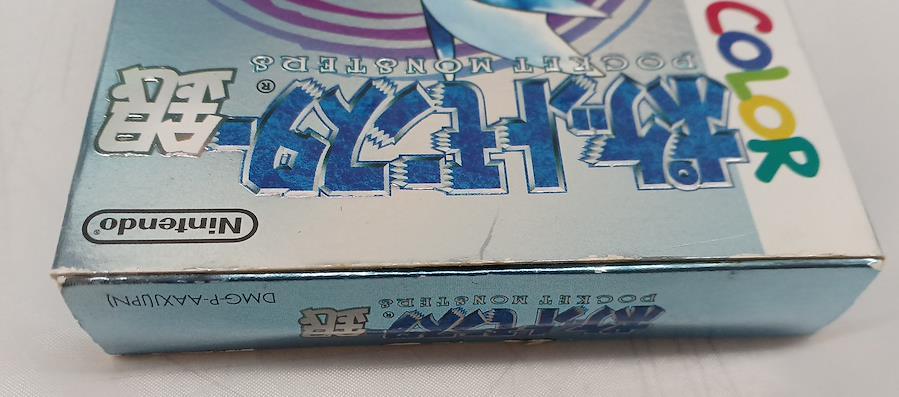 Nintendo®
ポケットモンスター® 銀
POCKET MONSTERS
COLOR
POCKET MONSTERS
ポケットモンスター® 銀
DMG-P-AAXJ(JPN)